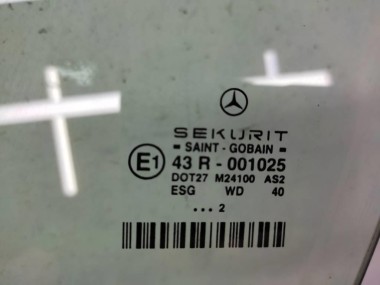 SEKURIT
SAINT - GOBAIN
E1 43 R - 001025
DOT27 M24100 AS2
ESG WD 40
... 2